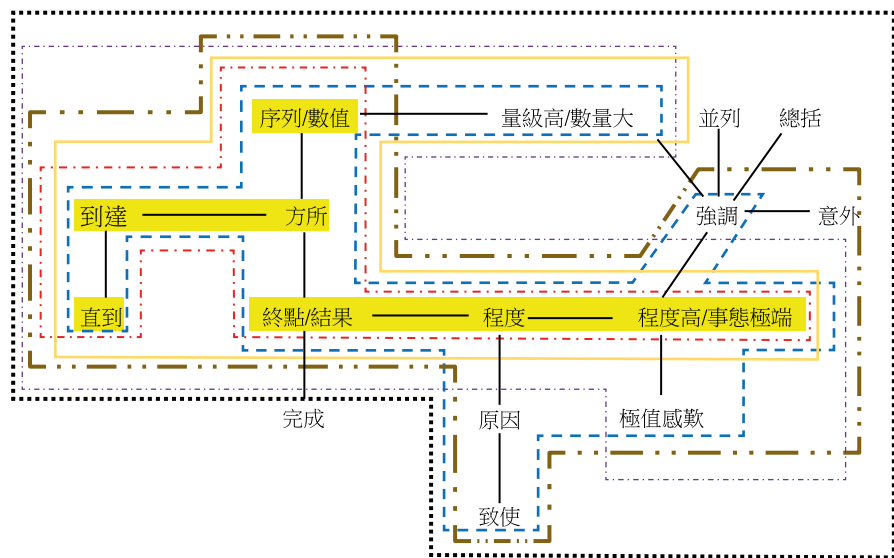 序列/數值
量級高/數量大
並列
總括
到達
方所
強調
意外
直到
終點/結果
程度
程度高/事態極端
完成
原因
極值感歎
致使